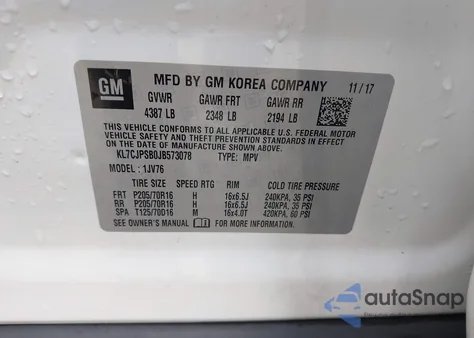 GM MFD BY GM KOREA COMPANY 11/17
GVWR GAWR FRT GAWR RR
4387 LB 2348 LB 2194 LB
THIS VEHICLE CONFORMS TO ALL APPLICABLE U.S. FEDERAL MOTOR
VEHICLE SAFETY AND THEFT PREVENTION STANDARDS IN EFFECT
ON THE DATE OF MANUFACTURE SHOWN ABOVE.
KL7CJPSB0JB573078 TYPE: MPV
MODEL: 1JV76
TIRE SIZE SPEED RTG RIM COLD TIRE PRESSURE
FRT P205/70R16 H 16x6.5J 240KPA, 35 PSI
RR P205/70R16 H 16x6.5J 240KPA, 35 PSI
SPA T125/70D16 M 16x4.0T 420KPA, 60 PSI
SEE OWNER'S MANUAL FOR MORE INFORMATION.
autoSnap